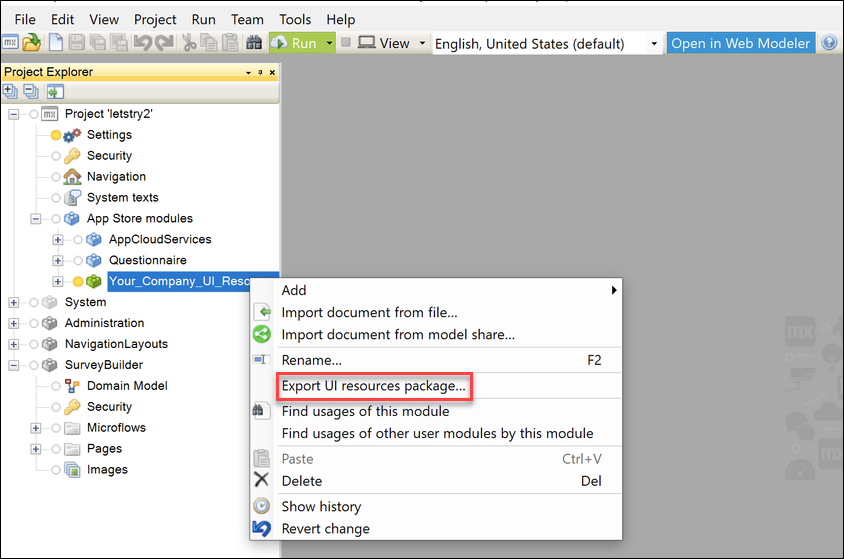 File Edit View Project Run Team Tools Help
mx Run View English, United States (default) Open in Web Modeler ?
Project Explorer
mx Project 'letstry2'
Settings
Security
Navigation
System texts
App Store modules
AppCloudServices
Questionnaire
Your_Company_UI_Reso
System
Administration
NavigationLayouts
SurveyBuilder
Domain Model
Security
Microflows
Pages
Images
Add
Import document from file...
Import document from model share...
Rename... F2
Export UI resources package...
Find usages of this module
Find usages of other user modules by this module
Paste Ctrl+V
Delete Del
Show history
Revert change
mx
mx